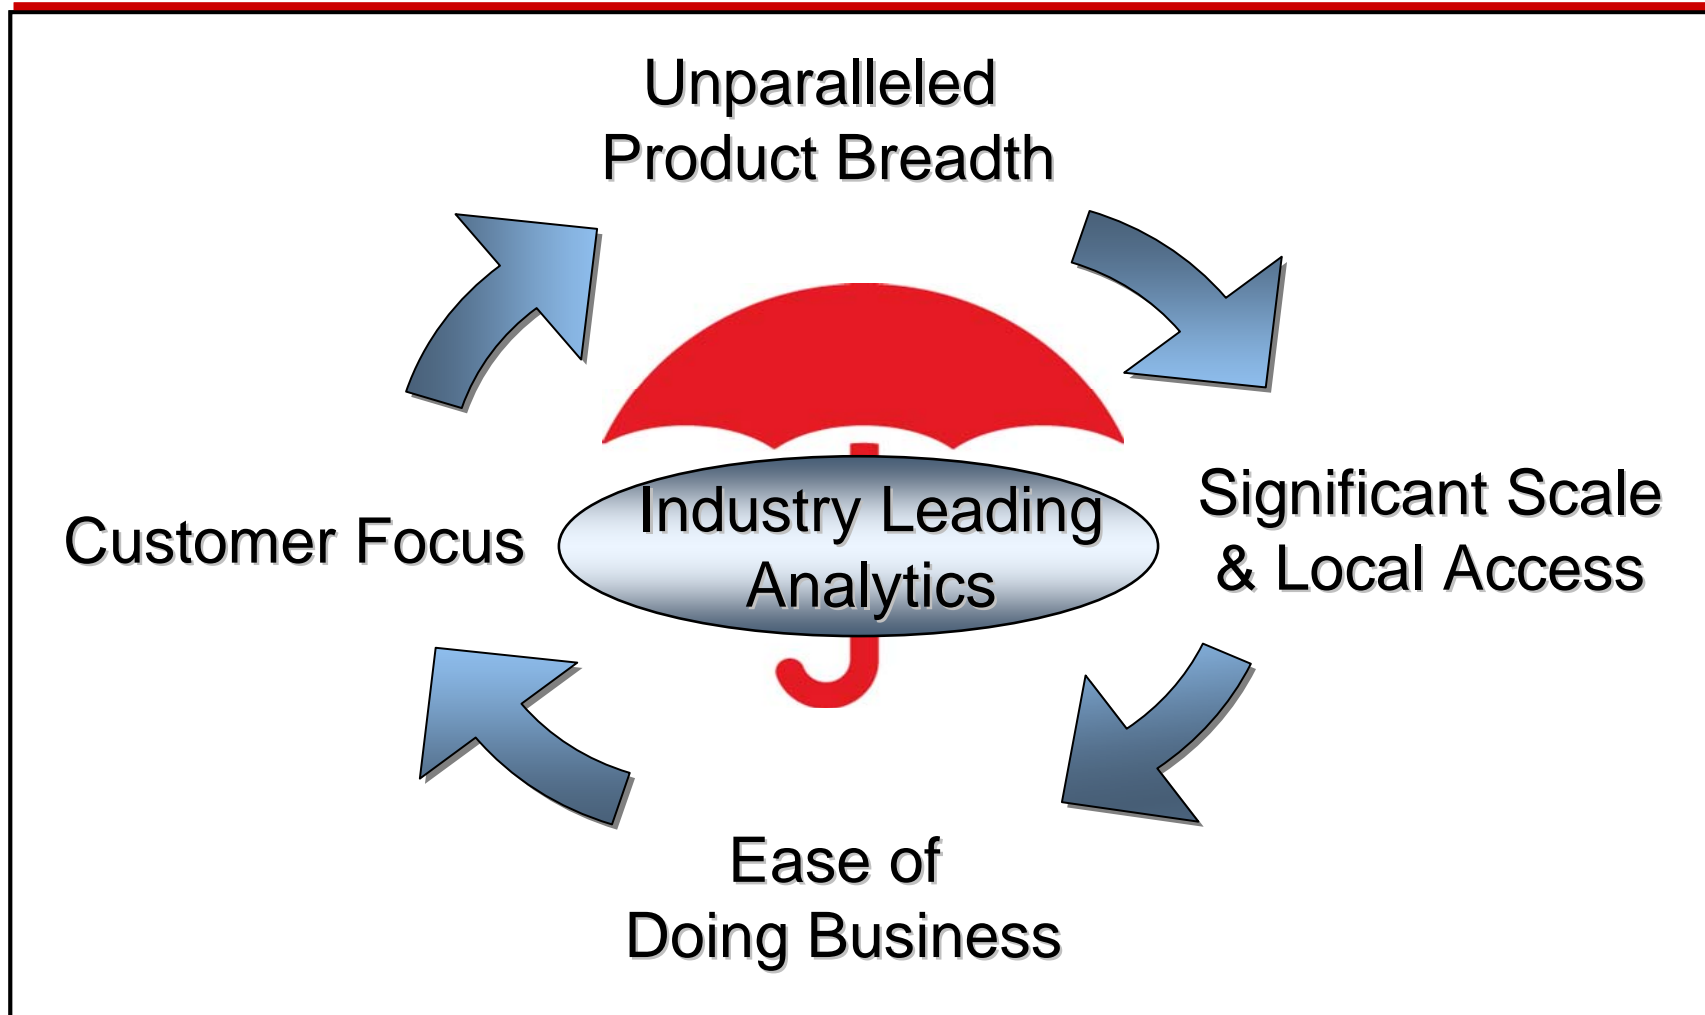 Unparalleled
Product Breadth
Significant Scale
& Local Access
Industry Leading
Analytics
Customer Focus
Ease of
Doing Business